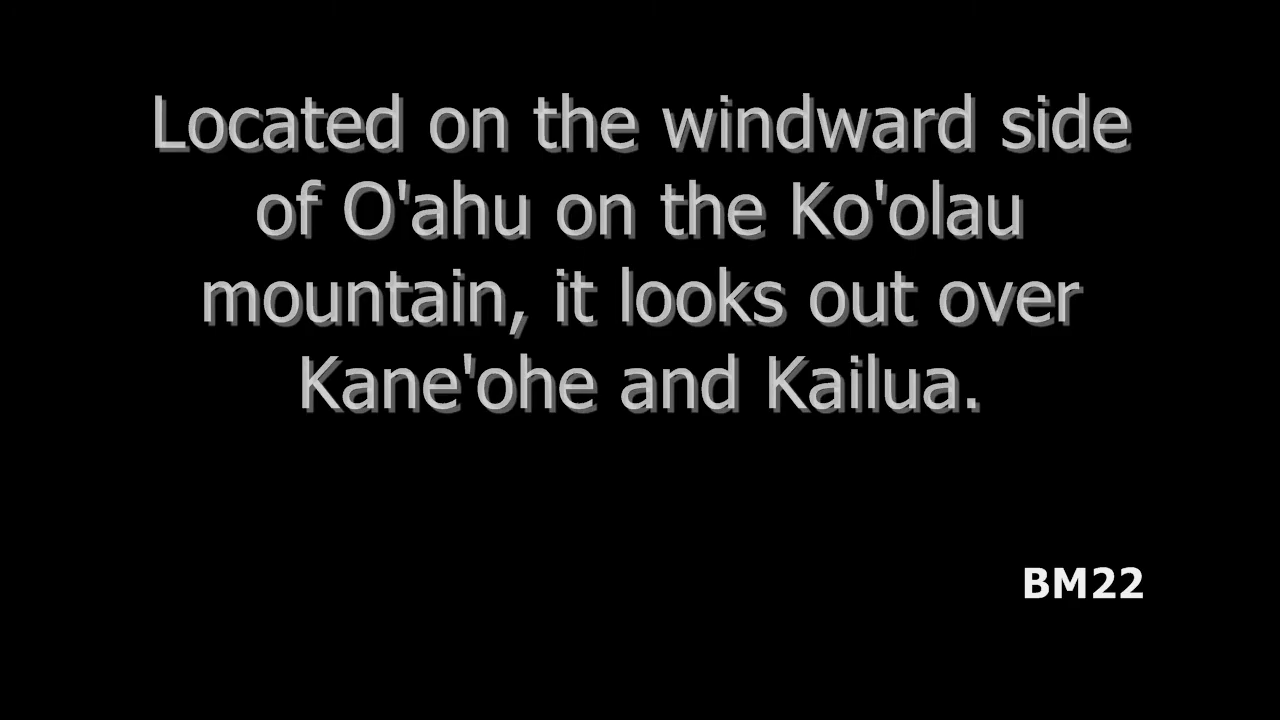 Located on the windward side
of O'ahu on the Ko'olau
mountain, it looks out over
Kane'ohe and Kailua.
BM22